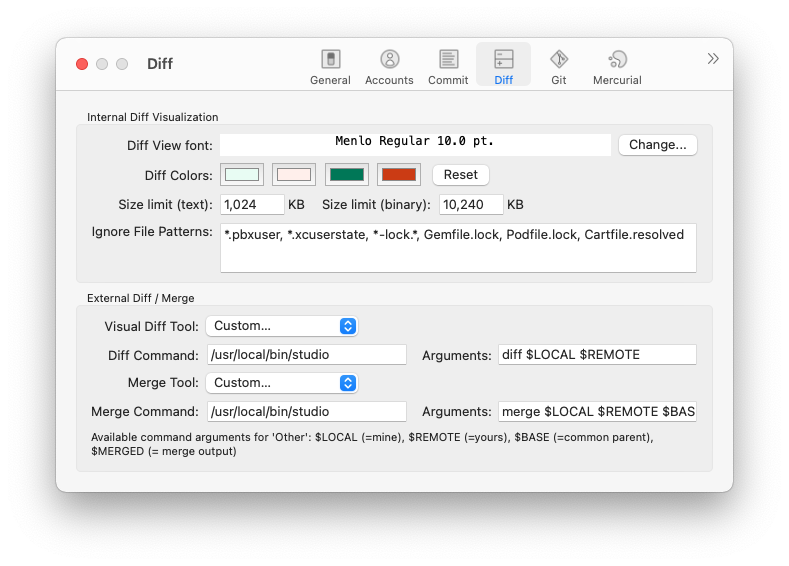 Diff
General Accounts Commit Diff Git Mercurial
Internal Diff Visualization
Diff View font: Menlo Regular 10.0 pt. Change...
Diff Colors: Reset
Size limit (text): 1,024 KB Size limit (binary): 10,240 KB
Ignore File Patterns: *.pbxuser, *.xcuserstate, *-lock.*, Gemfile.lock, Podfile.lock, Cartfile.resolved
External Diff / Merge
Visual Diff Tool: Custom...
Diff Command: /usr/local/bin/studio Arguments: diff $LOCAL $REMOTE
Merge Tool: Custom...
Merge Command: /usr/local/bin/studio Arguments: merge $LOCAL $REMOTE $BAS
Available command arguments for 'Other': $LOCAL (=mine), $REMOTE (=yours), $BASE (=common parent),
$MERGED (= merge output)